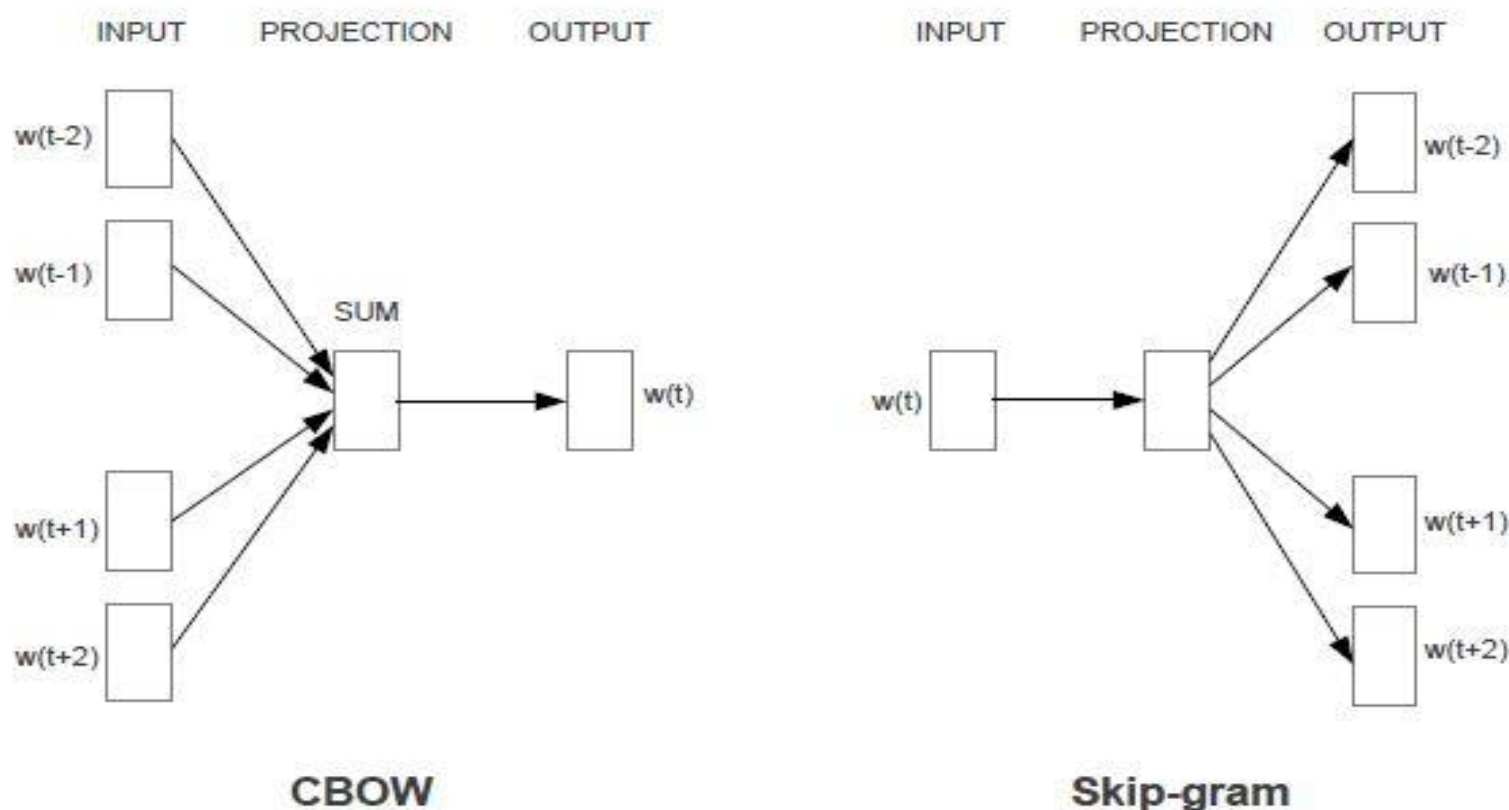 INPUT PROJECTION OUTPUT
w(t-2)
w(t-1)
SUM
w(t)
w(t+1)
w(t+2)
CBOW
INPUT PROJECTION OUTPUT
w(t-2)
w(t-1)
w(t)
w(t+1)
w(t+2)
Skip-gram